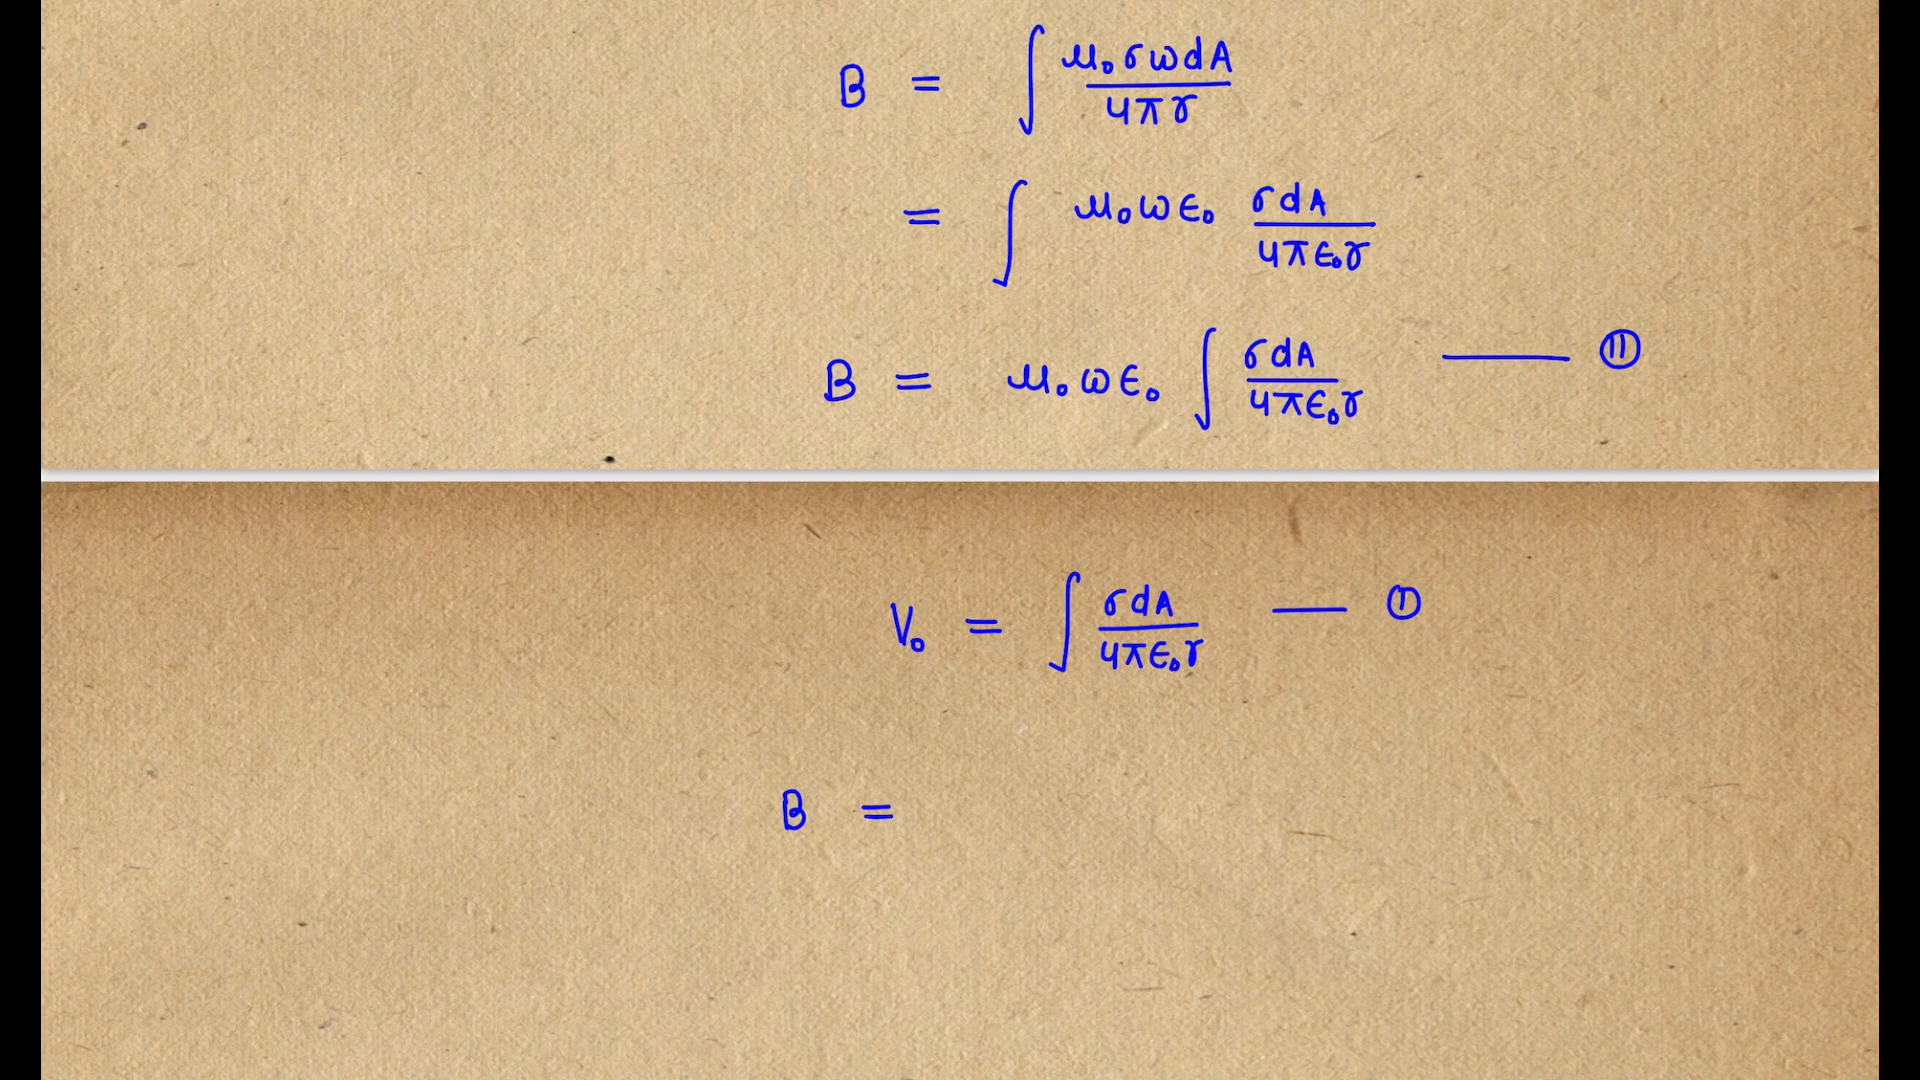 B = ∫ μ₀σωdA / 4πr
= ∫ μ₀ωε₀ σdA / 4πε₀r
B = μ₀ωε₀ ∫ σdA / 4πε₀r —— II
V₀ = ∫ σdA / 4πε₀r — I
B =